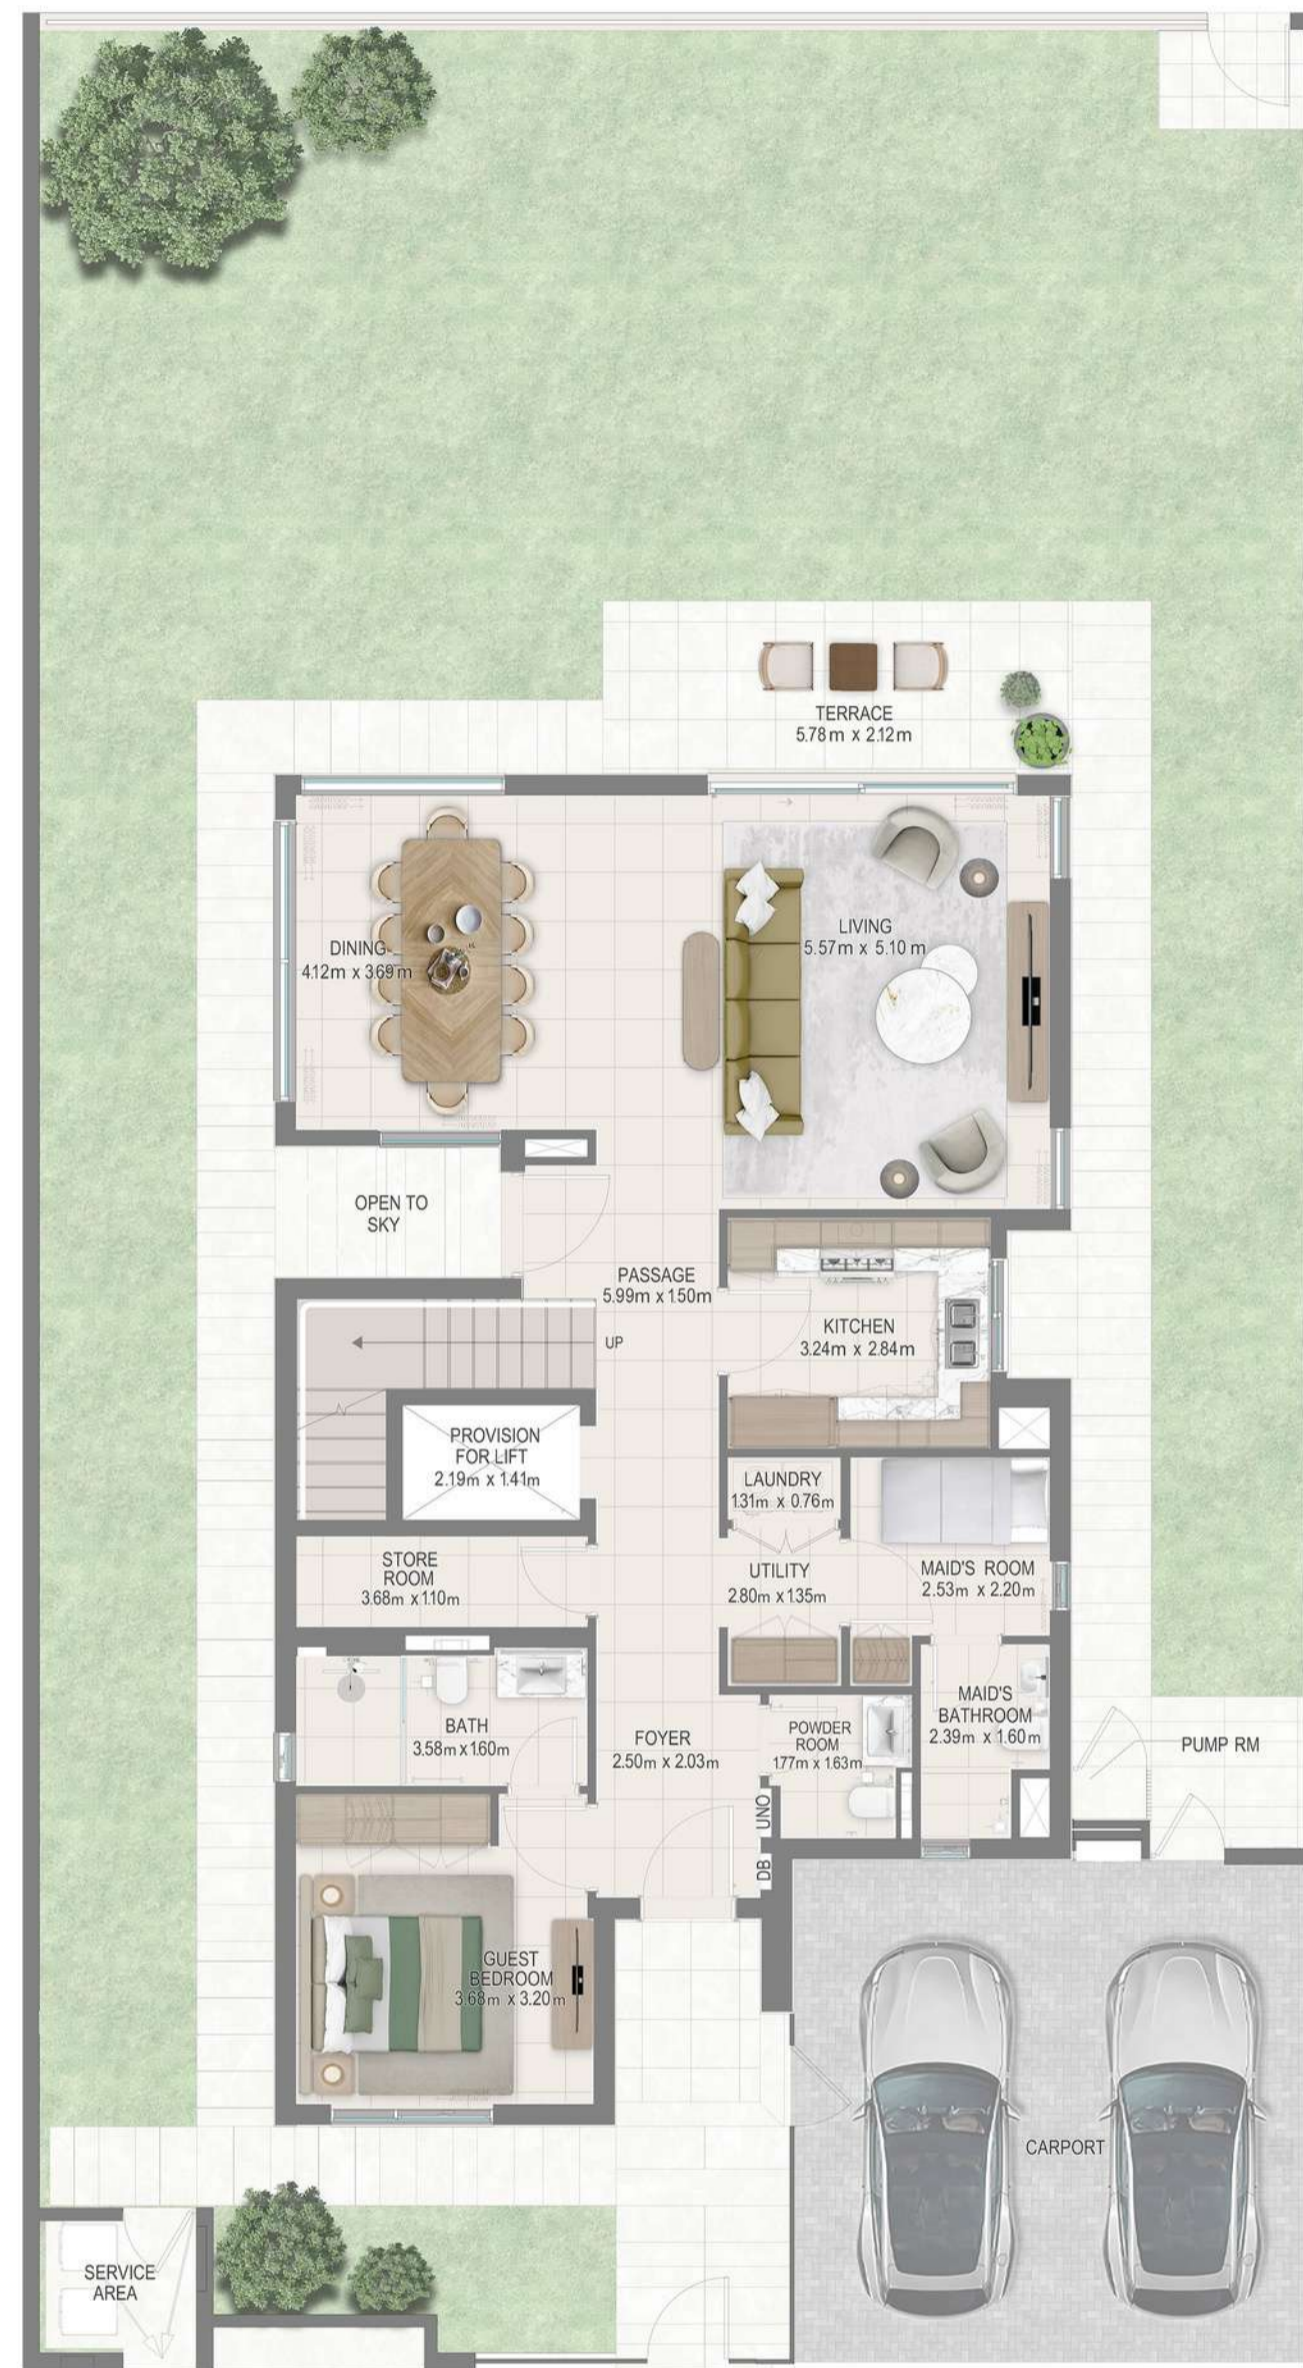 TERRACE
5.78m x 2.12m
DINING
4.12m x 3.69m
LIVING
5.57m x 5.10 m
OPEN TO
SKY
PASSAGE
5.99m x 1.50m
KITCHEN
3.24m x 2.84m
UP
PROVISION
FOR LIFT
2.19m x 1.41m
LAUNDRY
1.31m x 0.76m
STORE
ROOM
3.68m x 1.10m
UTILITY
2.80m x 1.35m
MAID'S ROOM
2.53m x 2.20m
BATH
3.58m x 1.60m
FOYER
2.50m x 2.03m
POWDER
ROOM
1.77m x 1.63m
MAID'S
BATHROOM
2.39m x 1.60m
PUMP RM
UNO
DB
GUEST
BEDROOM
3.68m x 3.20m
CARPORT
SERVICE
AREA